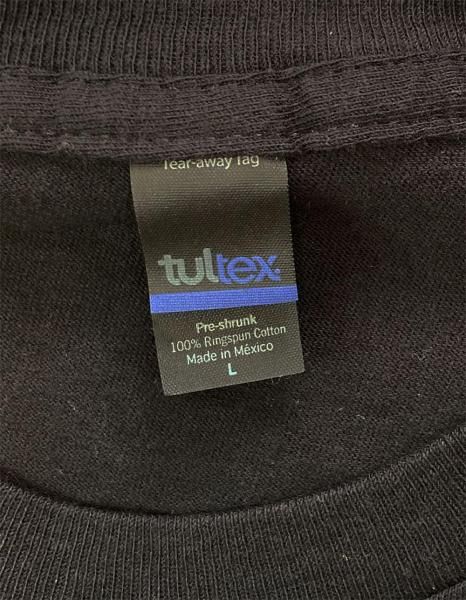 Tear-away Tag
tultex.
Pre-shrunk
100% Ringspun Cotton
Made in México
L